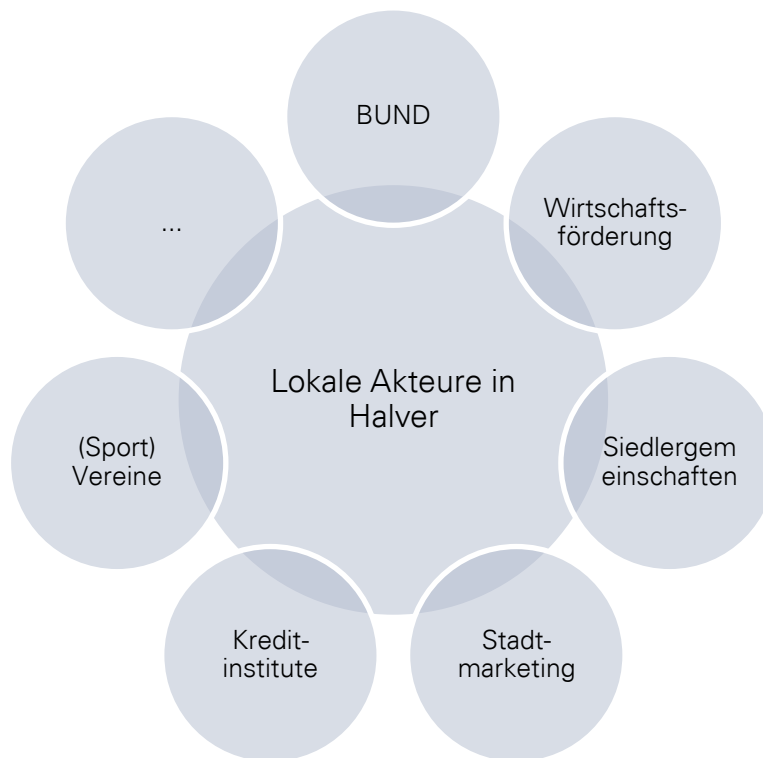 BUND
Wirtschafts-
förderung
...
Lokale Akteure in
Halver
Siedlergem
einschaften
(Sport)
Vereine
Stadt-
marketing
Kredit-
institute